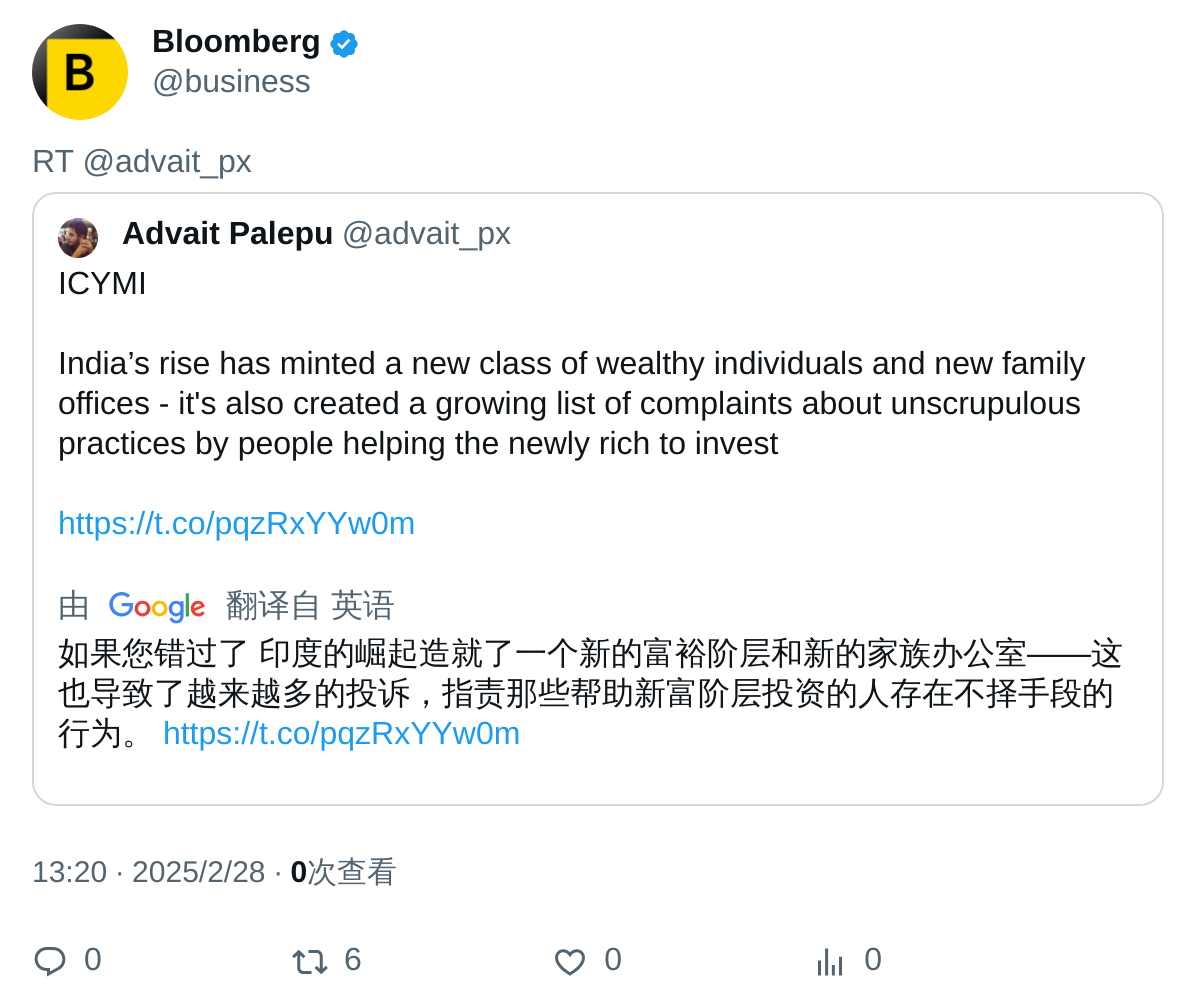 B
Bloomberg
@business
RT @advait_px
Advait Palepu @advait_px
ICYMI
India’s rise has minted a new class of wealthy individuals and new family
offices - it's also created a growing list of complaints about unscrupulous
practices by people helping the newly rich to invest
https://t.co/pqzRxYYw0m
由 Google 翻译自 英语
如果您错过了 印度的崛起造就了一个新的富裕阶层和新的家族办公室——这
也导致了越来越多的投诉，指责那些帮助新富阶层投资的人存在不择手段的
行为。 https://t.co/pqzRxYYw0m
13:20 · 2025/2/28 · 0次查看
0 6 0 0